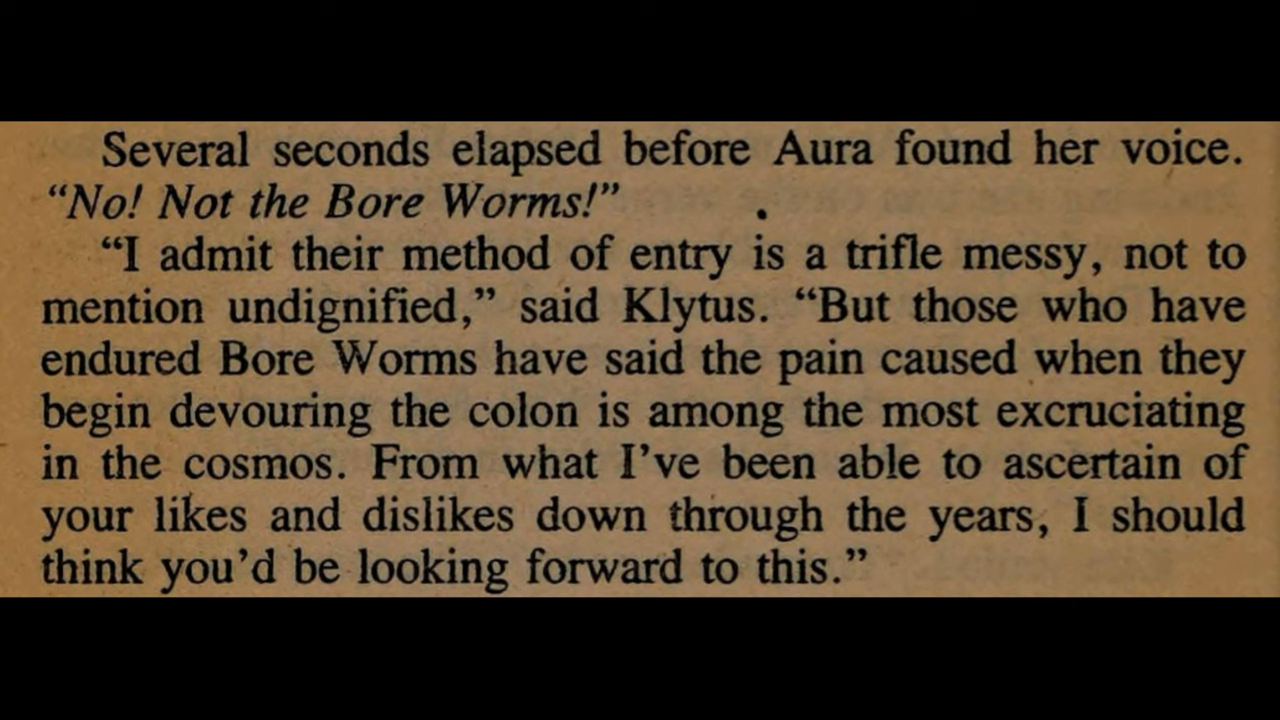 Several seconds elapsed before Aura found her voice.
“No! Not the Bore Worms!”
“I admit their method of entry is a trifle messy, not to
mention undignified,” said Klytus. “But those who have
endured Bore Worms have said the pain caused when they
begin devouring the colon is among the most excruciating
in the cosmos. From what I’ve been able to ascertain of
your likes and dislikes down through the years, I should
think you’d be looking forward to this.”